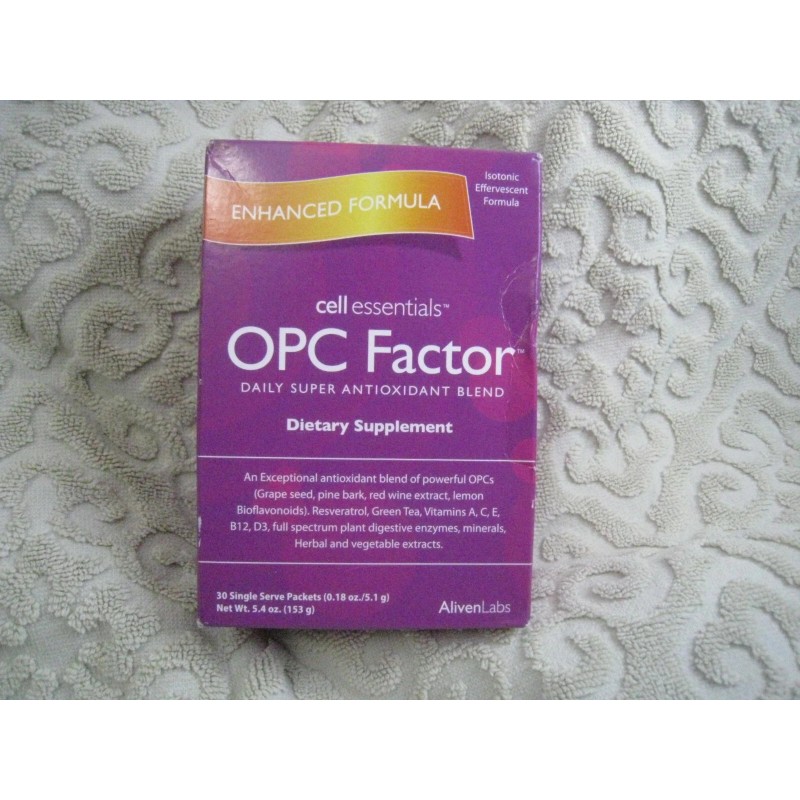 ENHANCED FORMULA
Isotonic
Effervescent
Formula
cell essentials™
OPC Factor™
DAILY SUPER ANTIOXIDANT BLEND
Dietary Supplement
An Exceptional antioxidant blend of powerful OPCs
(Grape seed, pine bark, red wine extract, lemon
Bioflavonoids). Resveratrol, Green Tea, Vitamins A, C, E,
B12, D3, full spectrum plant digestive enzymes, minerals,
Herbal and vegetable extracts.
30 Single Serve Packets (0.18 oz./5.1 g)
Net Wt. 5.4 oz. (153 g)
AlivenLabs